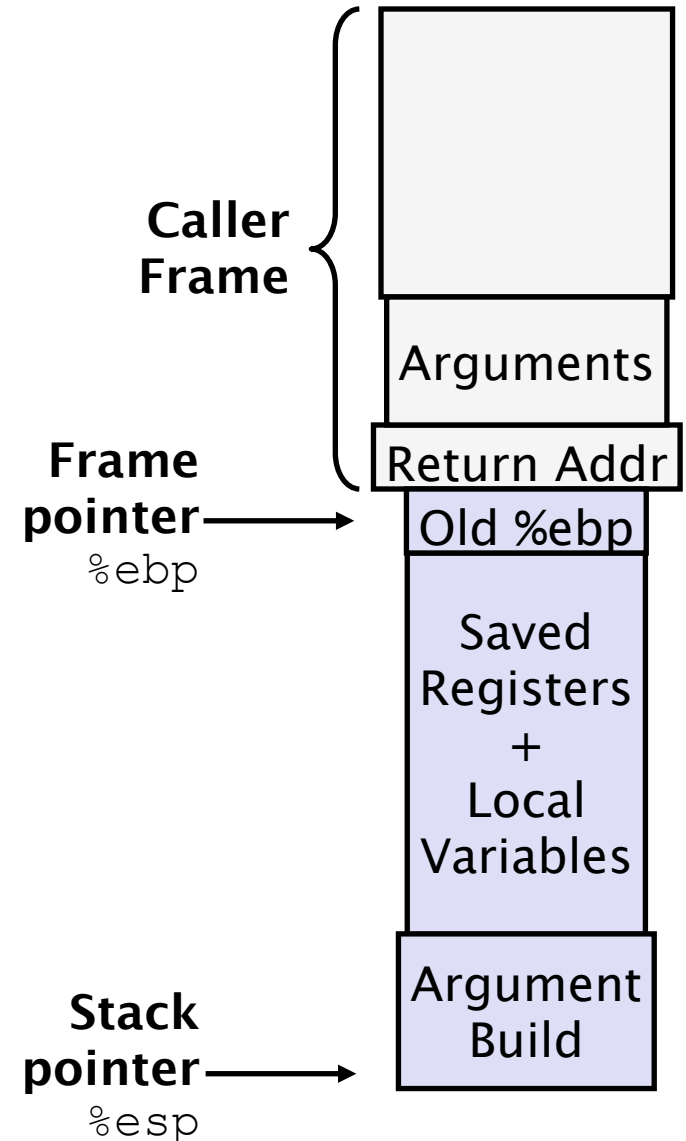 Caller
Frame
Arguments
Return Addr
Frame
pointer
%ebp
Old %ebp
Saved
Registers
+
Local
Variables
Argument
Build
Stack
pointer
%esp